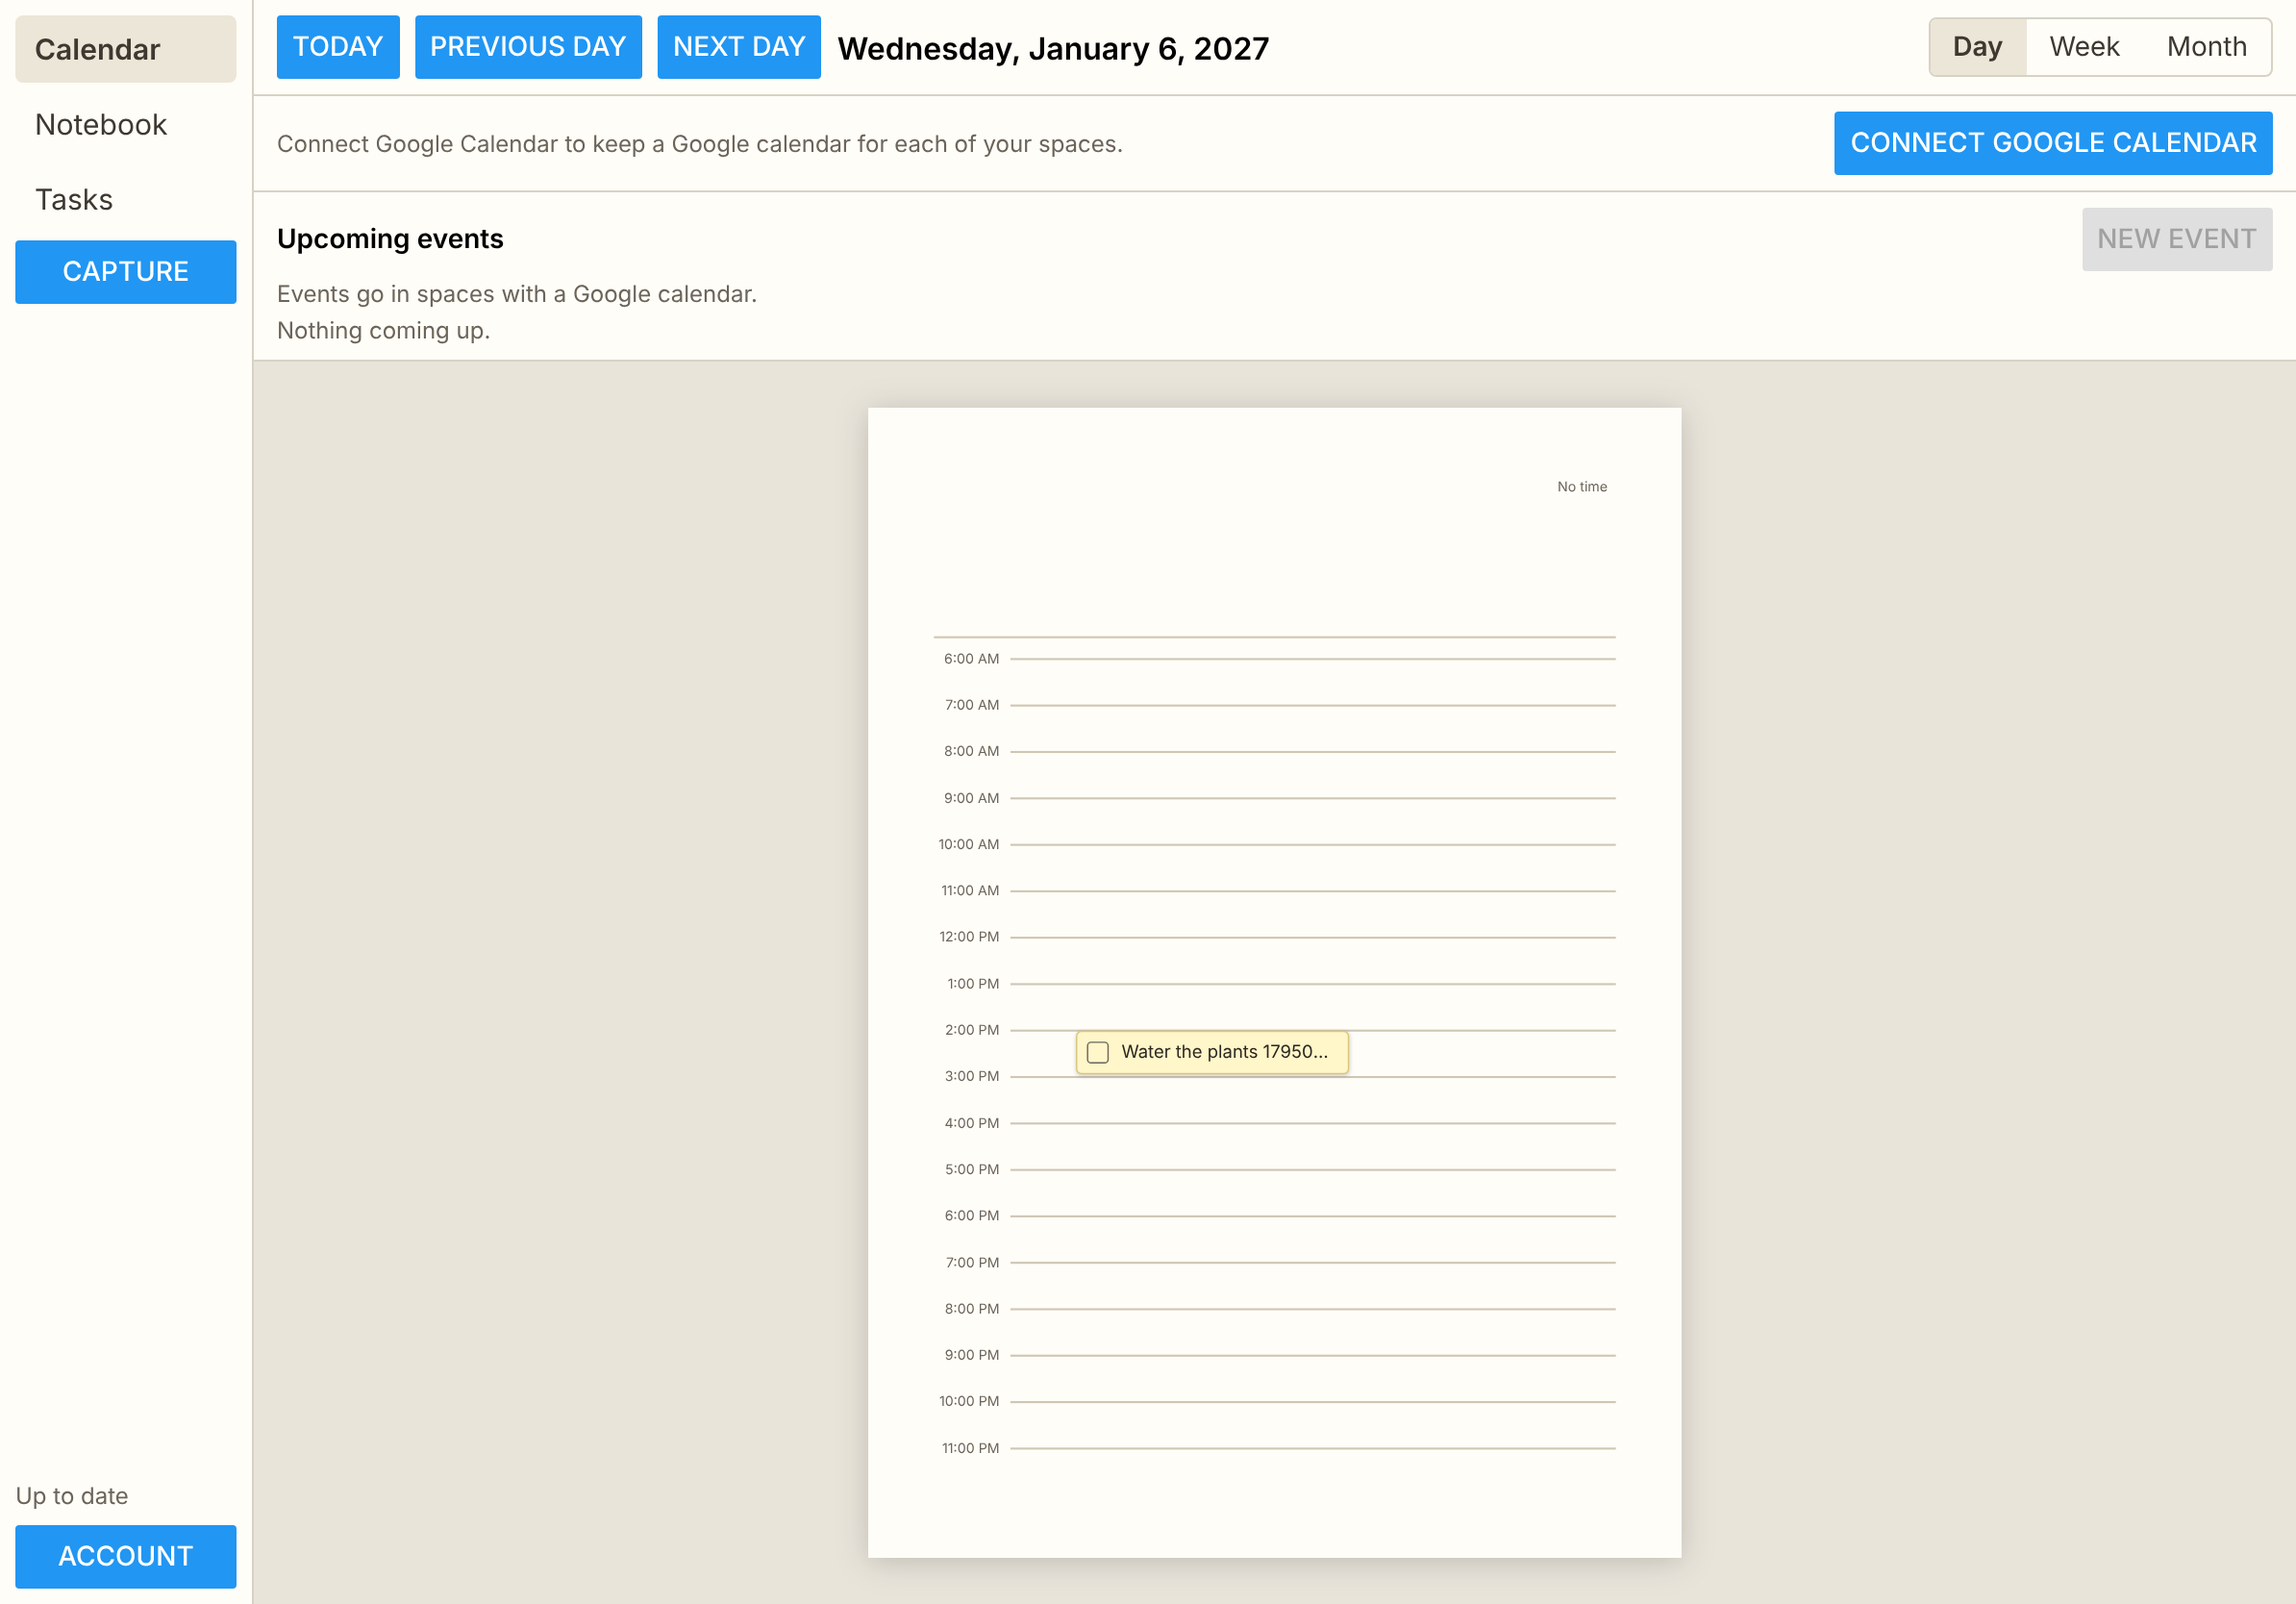 Calendar
Notebook
Tasks
CAPTURE
Up to date
ACCOUNT
TODAY PREVIOUS DAY NEXT DAY Wednesday, January 6, 2027 Day Week Month
Connect Google Calendar to keep a Google calendar for each of your spaces. CONNECT GOOGLE CALENDAR
Upcoming events NEW EVENT
Events go in spaces with a Google calendar.
Nothing coming up.
No time
6:00 AM
7:00 AM
8:00 AM
9:00 AM
10:00 AM
11:00 AM
12:00 PM
1:00 PM
2:00 PM
Water the plants 17950...
3:00 PM
4:00 PM
5:00 PM
6:00 PM
7:00 PM
8:00 PM
9:00 PM
10:00 PM
11:00 PM